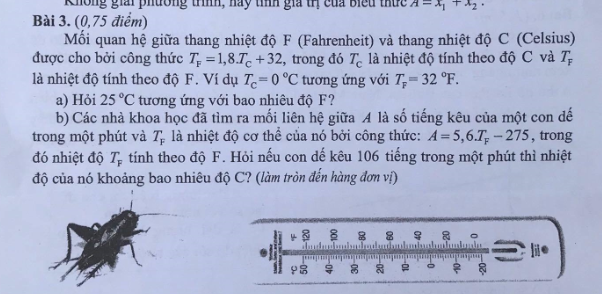 Không giải phương trình, hãy tính giá trị của biểu thức A = x₁ + x₂.
Bài 3. (0,75 điểm)
Mối quan hệ giữa thang nhiệt độ F (Fahrenheit) và thang nhiệt độ C (Celsius)
được cho bởi công thức T_F = 1,8.T_C + 32, trong đó T_C là nhiệt độ tính theo độ C và T_F
là nhiệt độ tính theo độ F. Ví dụ T_C = 0 °C tương ứng với T_F = 32 °F.
a) Hỏi 25 °C tương ứng với bao nhiêu độ F?
b) Các nhà khoa học đã tìm ra mối liên hệ giữa A là số tiếng kêu của một con dế
trong một phút và T_F là nhiệt độ cơ thể của nó bởi công thức: A = 5,6.T_F − 275, trong
đó nhiệt độ T_F tính theo độ F. Hỏi nếu con dế kêu 106 tiếng trong một phút thì nhiệt
độ của nó khoảng bao nhiêu độ C? (làm tròn đến hàng đơn vị)
°F 120 100 80 60 40 20 0
°C 50 40 30 20 10 0 -10 -20